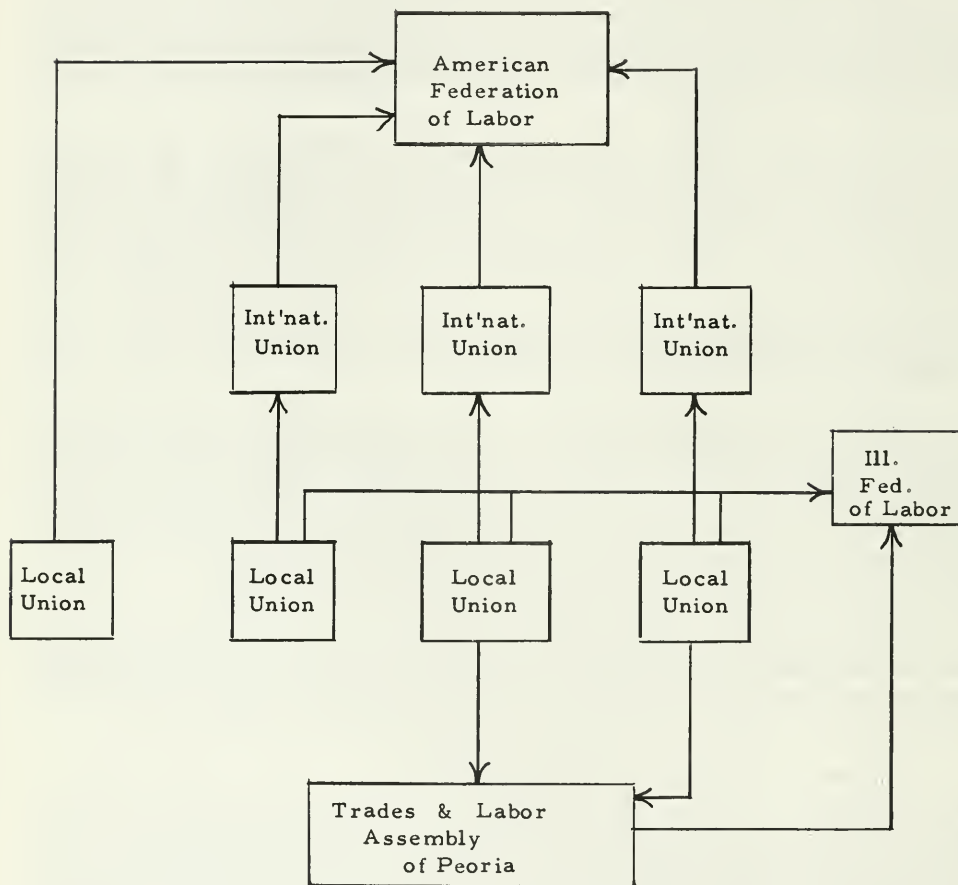 American
Federation
of Labor
Int'nat.
Union
Int'nat.
Union
Int'nat.
Union
Ill.
Fed.
of Labor
Local
Union
Local
Union
Local
Union
Local
Union
Trades & Labor
Assembly
of Peoria